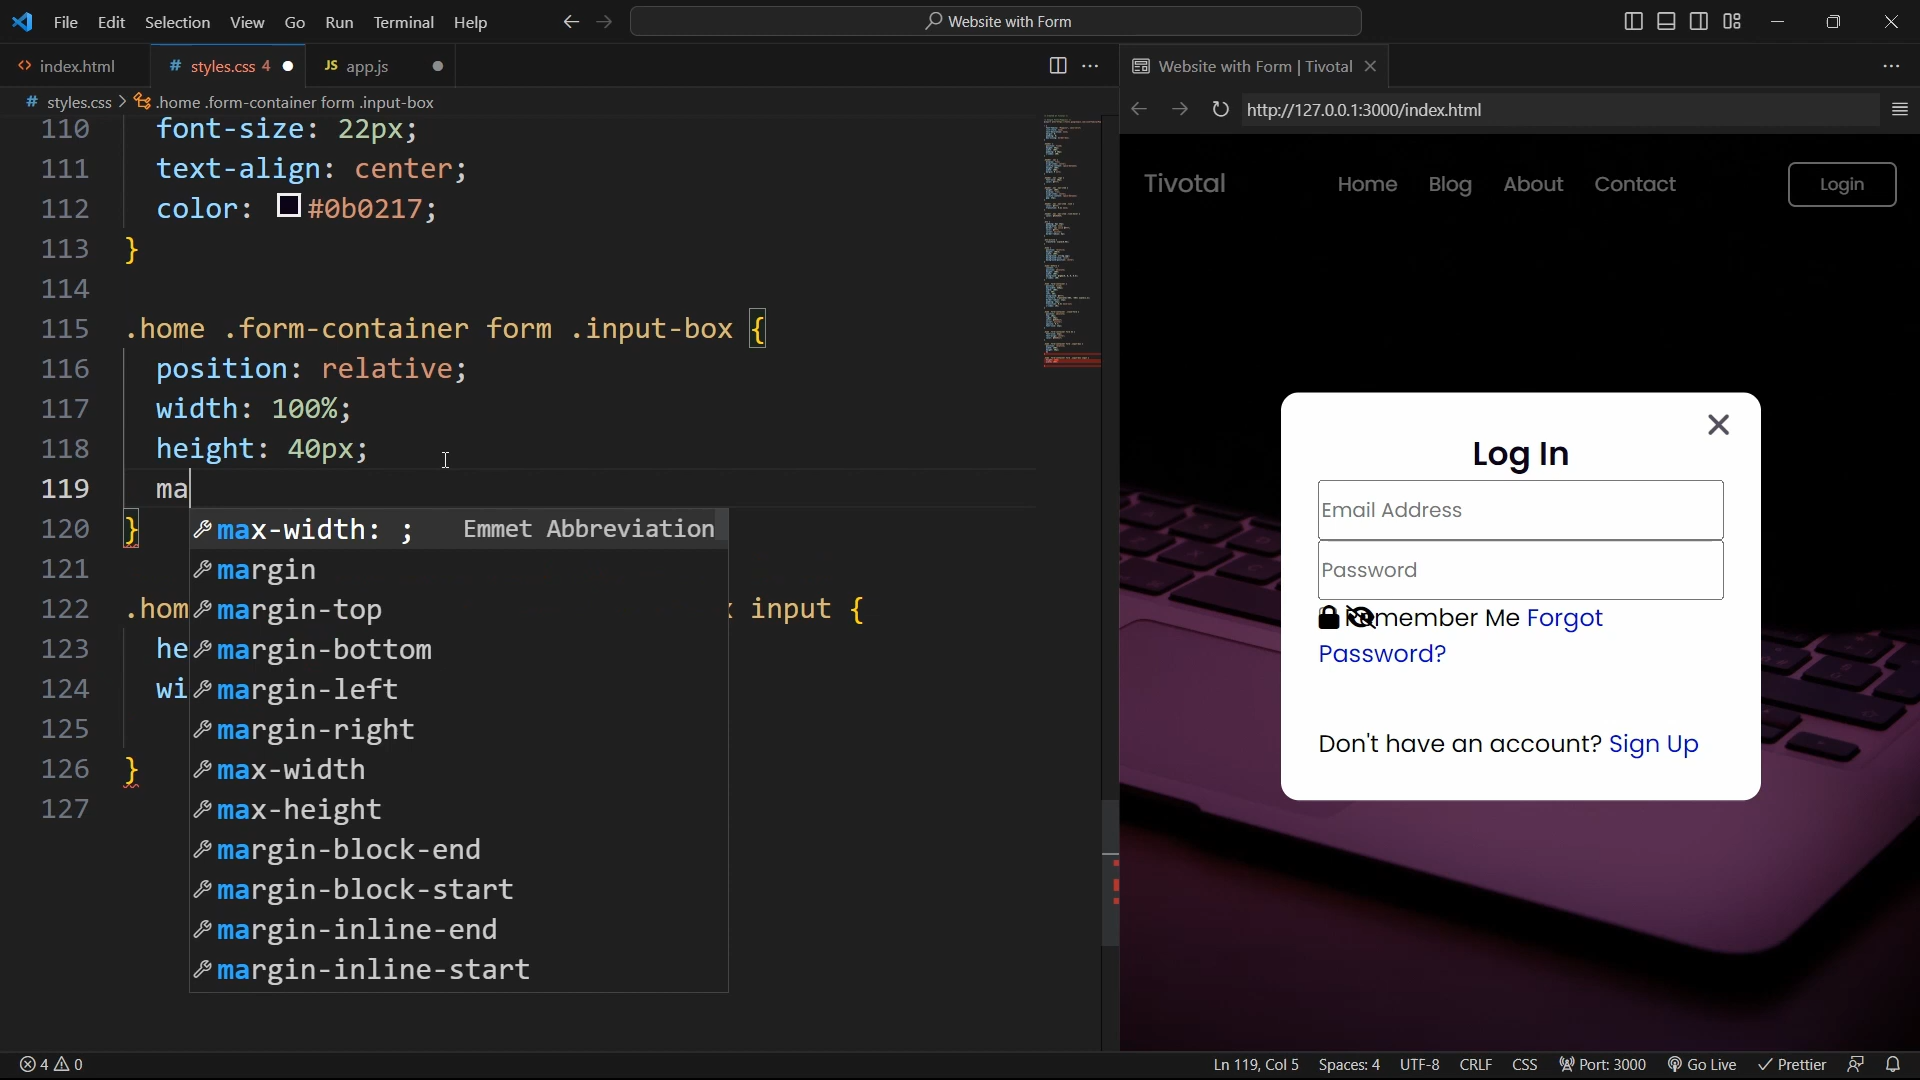 File Edit Selection View Go Run Terminal Help
Website with Form
index.html
# styles.css 4
JS app.js
Website with Form | Tivotal
# styles.css > .home .form-container form .input-box
http://127.0.0.1:3000/index.html
110 font-size: 22px;
111 text-align: center;
112 color: #0b0217;
113 }
114
115 .home .form-container form .input-box {
116 position: relative;
117 width: 100%;
118 height: 40px;
119 ma
120 }
121
122 .hom x input {
123 he
124 wi
125
126 }
127
max-width: ; Emmet Abbreviation
margin
margin-top
margin-bottom
margin-left
margin-right
max-width
max-height
margin-block-end
margin-block-start
margin-inline-end
margin-inline-start
Tivotal
Home Blog About Contact
Login
Log In
Email Address
Password
Remember Me Forgot
Password?
Don't have an account? Sign Up
4 0
Ln 119, Col 5 Spaces: 4 UTF-8 CRLF CSS Port: 3000 Go Live Prettier